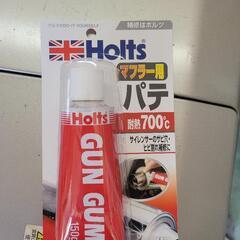 補修はホルツ
Holts
マフラー用
パテ
耐熱700℃
サイレンサーのサビ穴・
ヒビ割れ補修に
Holts
GUN GUM
150g